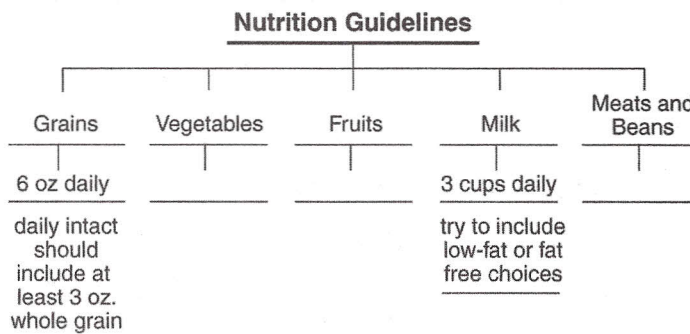 Nutrition Guidelines
Grains
Vegetables
Fruits
Milk
Meats and
Beans
6 oz daily
3 cups daily
daily intact
should
include at
least 3 oz.
whole grain
try to include
low-fat or fat
free choices